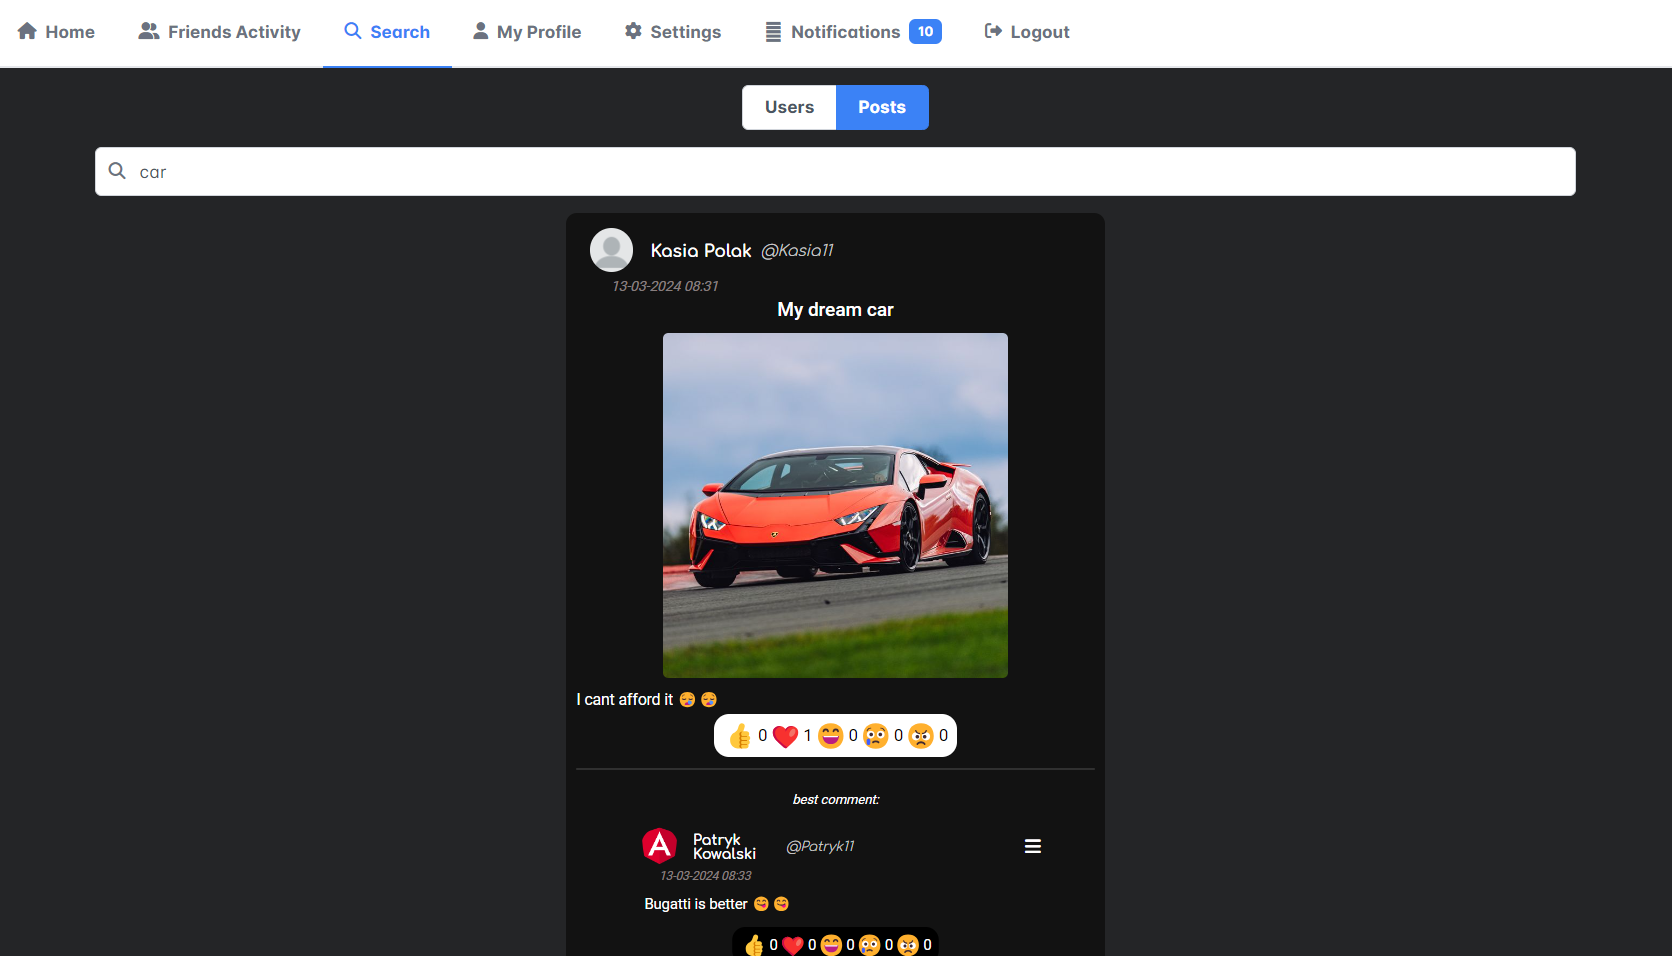 Home Friends Activity Search My Profile Settings Notifications 10 Logout
Users Posts
car
Kasia Polak @Kasia11
13-03-2024 08:31
My dream car
I cant afford it 😪 😪
👍 0 ❤️ 1 😄 0 😢 0 😠 0
best comment:
Patryk
Kowalski @Patryk11
13-03-2024 08:33
Bugatti is better 😋 😋
👍 0 ❤️ 0 😄 0 😢 0 😠 0